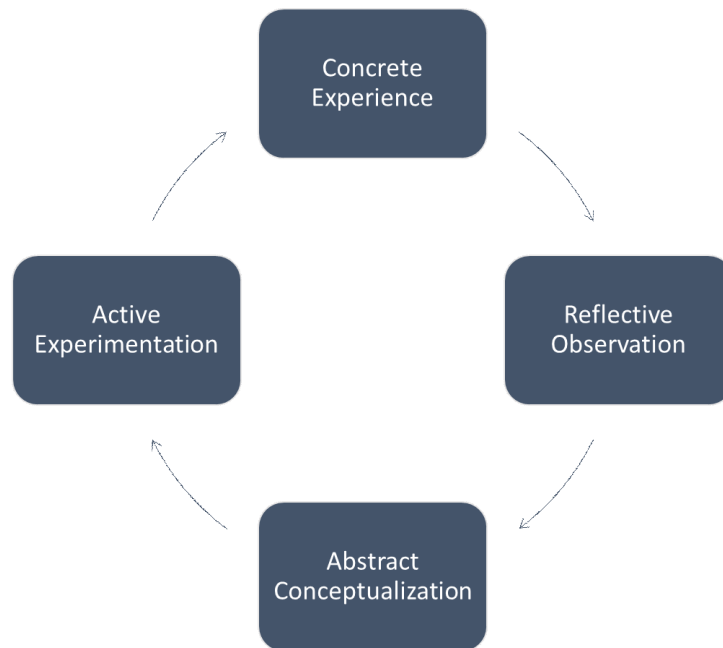 Concrete
Experience
Reflective
Observation
Abstract
Conceptualization
Active
Experimentation